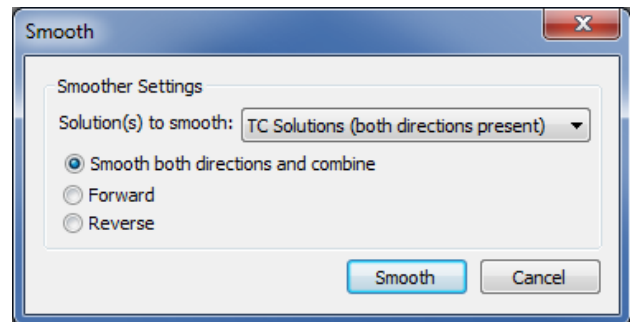 Smooth
Smoother Settings
Solution(s) to smooth: TC Solutions (both directions present)
Smooth both directions and combine
Forward
Reverse
Smooth Cancel